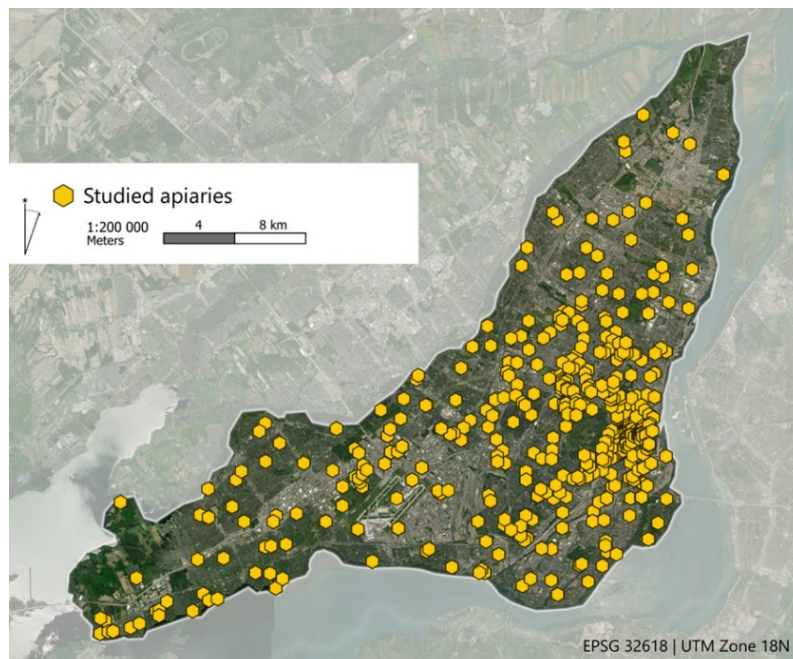 Studied apiaries
1:200 000
Meters
4
8 km
EPSG 32618 | UTM Zone 18N